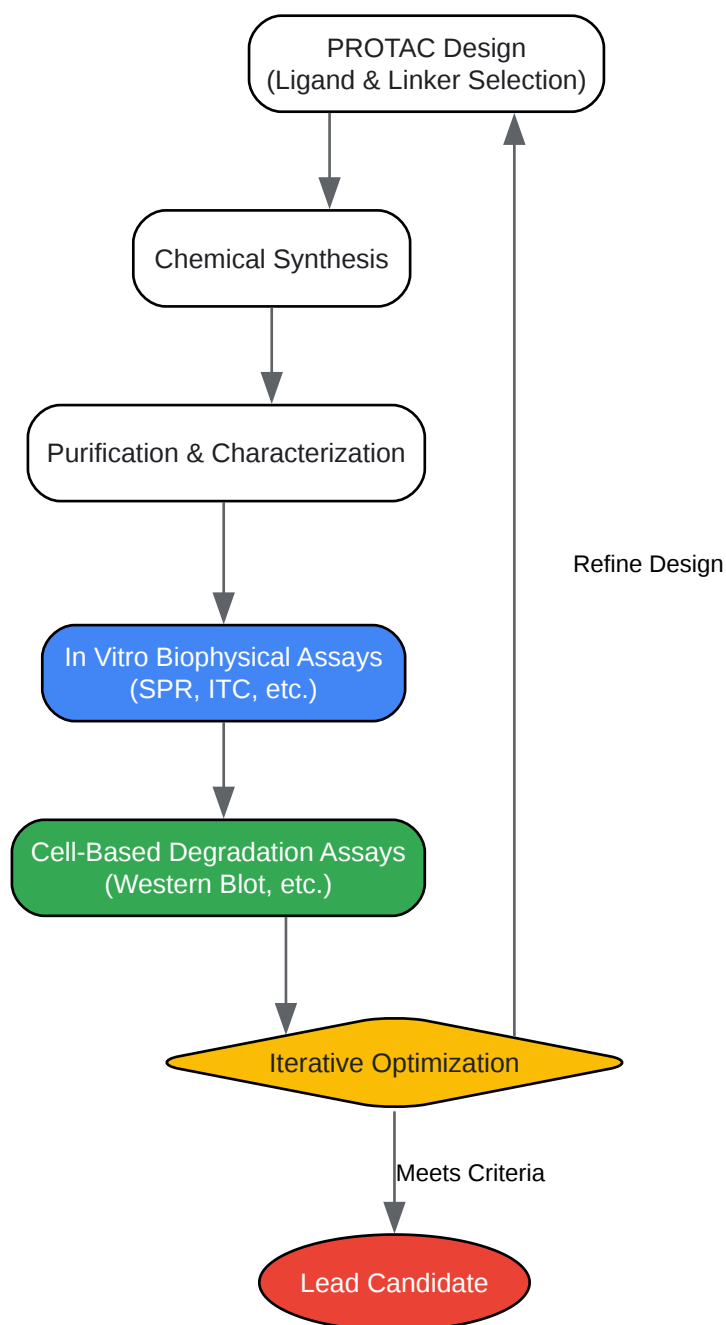 PROTAC Design
(Ligand & Linker Selection)
Chemical Synthesis
Purification & Characterization
Refine Design
In Vitro Biophysical Assays
(SPR, ITC, etc.)
Cell-Based Degradation Assays
(Western Blot, etc.)
Iterative Optimization
Meets Criteria
Lead Candidate